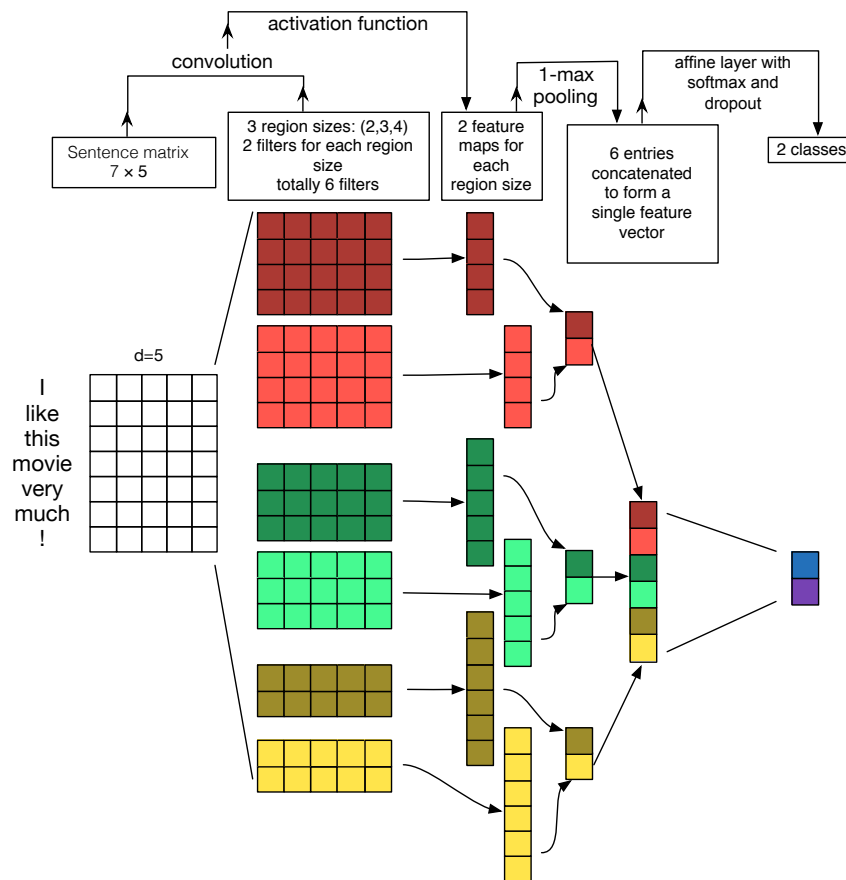 activation function
convolution
1-max
pooling
affine layer with
softmax and
dropout
Sentence matrix
7 × 5
3 region sizes: (2,3,4)
2 filters for each region
size
totally 6 filters
2 feature
maps for
each
region size
6 entries
concatenated
to form a
single feature
vector
2 classes
d=5
I
like
this
movie
very
much
!